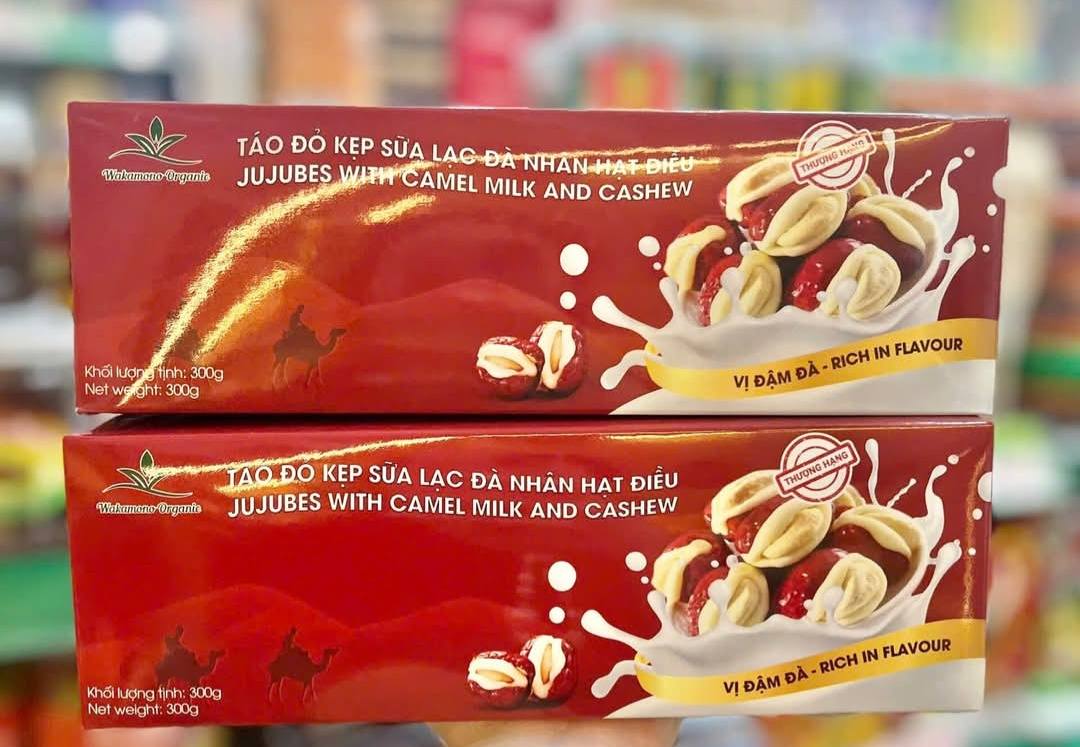 Wakamono Organic
TÁO ĐỎ KẸP SỮA LẠC ĐÀ NHÂN HẠT ĐIỀU
JUJUBES WITH CAMEL MILK AND CASHEW
THƯỢNG HẠNG
Khối lượng tịnh: 300g
Net weight: 300g
VỊ ĐẬM ĐÀ - RICH IN FLAVOUR
Wakamono Organic
TÁO ĐỎ KẸP SỮA LẠC ĐÀ NHÂN HẠT ĐIỀU
JUJUBES WITH CAMEL MILK AND CASHEW
THƯỢNG HẠNG
Khối lượng tịnh: 300g
Net weight: 300g
VỊ ĐẬM ĐÀ - RICH IN FLAVOUR